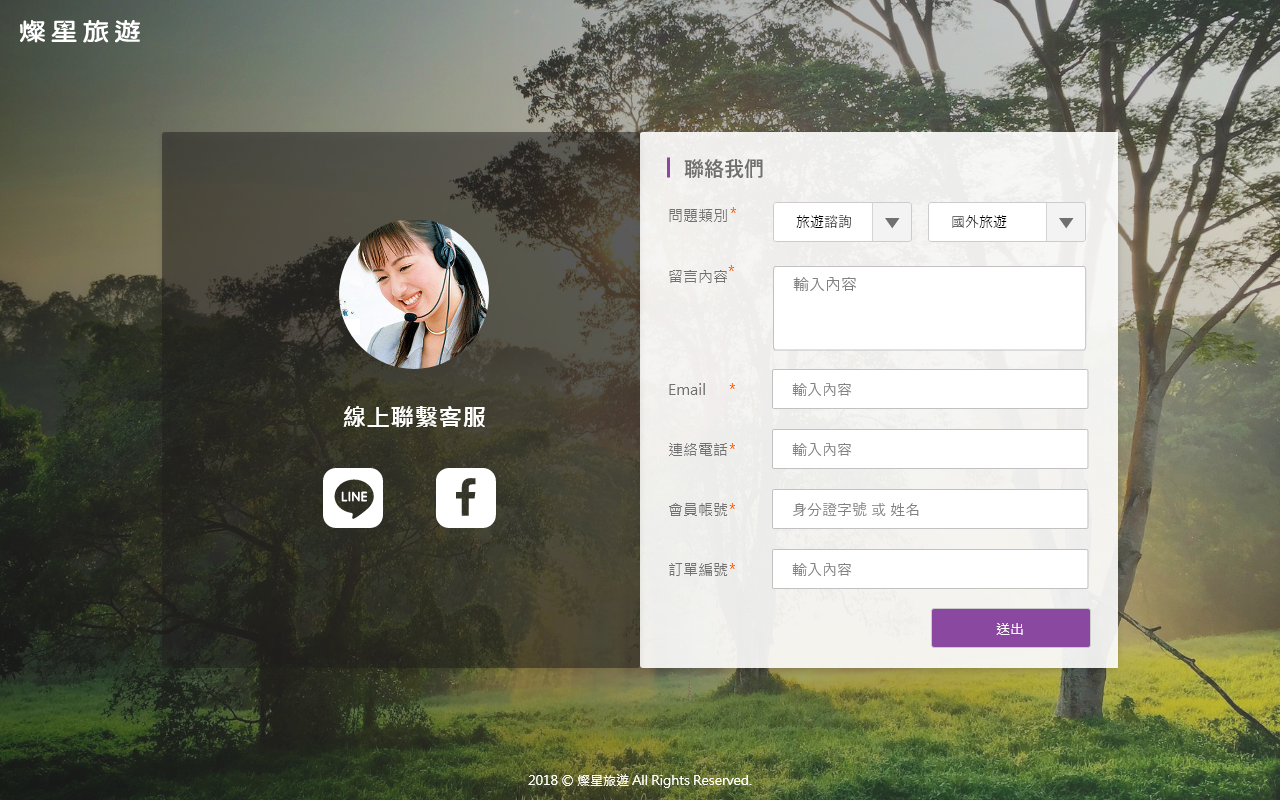 燦星旅遊
線上聯繫客服
LINE
聯絡我們
問題類別* 旅遊諮詢 國外旅遊
留言內容* 輸入內容
Email * 輸入內容
連絡電話* 輸入內容
會員帳號* 身分證字號 或 姓名
訂單編號* 輸入內容
送出
2018 © 燦星旅遊 All Rights Reserved.